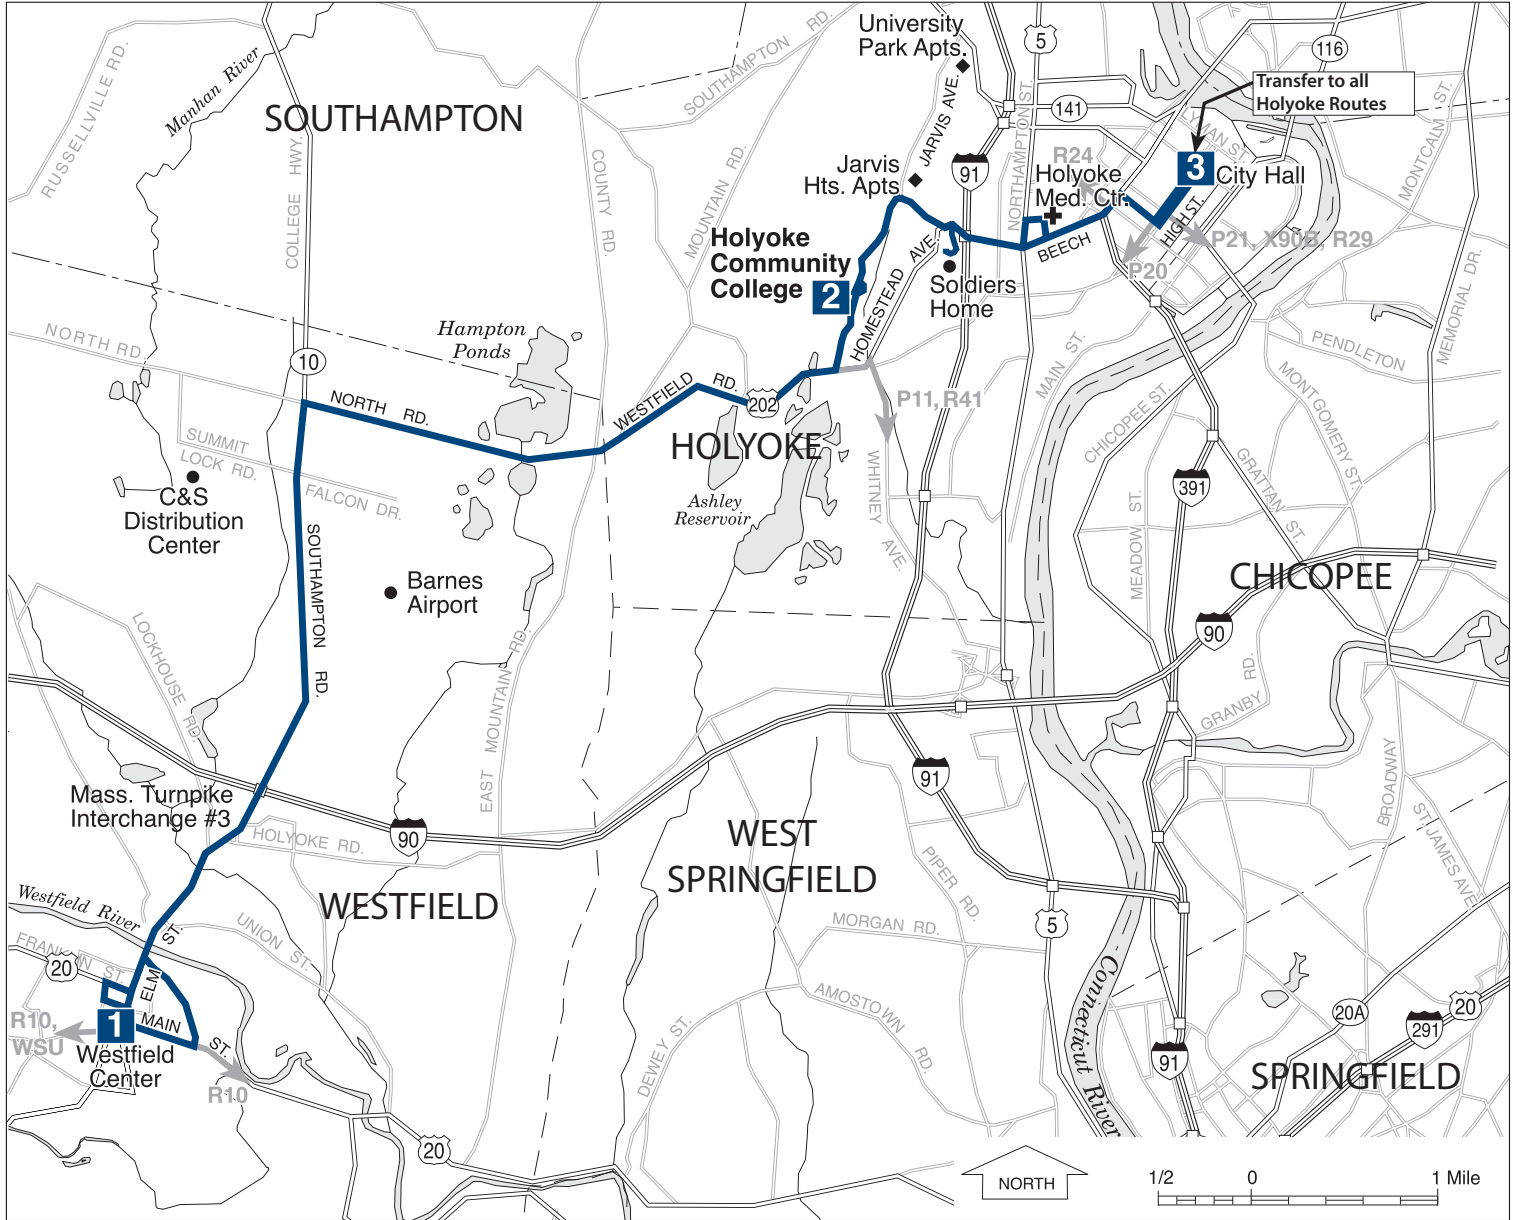 University
Park Apts.
5
116
Transfer to all
Holyoke Routes
RUSSELLVILLE RD.
Manhan River
SOUTHAMPTON
SOUTHAMPTON RD.
COLLEGE HWY.
COUNTY RD.
MOUNTAIN RD.
JARVIS AVE.
141
NORTHAMPTON ST.
LYMAN ST.
MONTCALM ST.
Jarvis
Hts. Apts
91
R24
Holyoke
Med. Ctr.
3
City Hall
HIGH ST.
BEECH
P21, X90B, R29
P20
Holyoke
Community
College
2
HOMESTEAD AVE.
Soldiers
Home
MEMORIAL DR.
NORTH RD.
Hampton
Ponds
10
NORTH RD.
WESTFIELD RD.
202
P11, R41
MAIN ST.
PENDLETON
MONTGOMERY ST.
CHICOPEE ST.
SUMMIT
LOCK RD.
FALCON DR.
HOLYOKE
GRATTAN ST.
C&S
Distribution
Center
Ashley
Reservoir
WHITNEY AVE.
391
MEADOW ST.
SOUTHAMPTON RD.
Barnes
Airport
CHICOPEE
90
LOCKHOUSE RD.
EAST MOUNTAIN RD.
GRANBY RD.
BROADWAY
ST. JAMES AVE.
Mass. Turnpike
Interchange #3
91
HOLYOKE RD.
90
WEST
SPRINGFIELD
PIPER RD.
WESTFIELD
Westfield River
UNION ST.
MORGAN RD.
5
FRANKLIN ST.
20
ELM ST.
Connecticut River
AMOSTOWN RD.
DEWEY ST.
20A
20
291
R10,
WSU
1
MAIN ST.
Westfield
Center
R10
91
SPRINGFIELD
20
NORTH
1/2 0 1 Mile